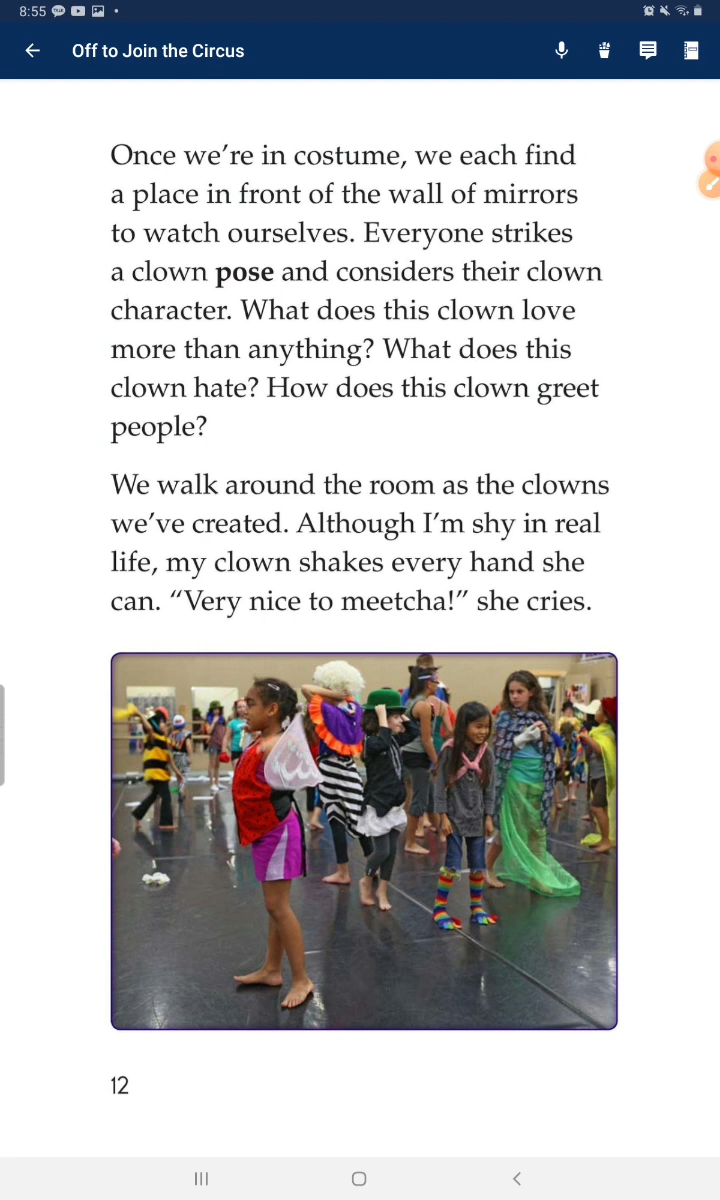 8:55
Off to Join the Circus
Once we’re in costume, we each find
a place in front of the wall of mirrors
to watch ourselves. Everyone strikes
a clown pose and considers their clown
character. What does this clown love
more than anything? What does this
clown hate? How does this clown greet
people?
We walk around the room as the clowns
we’ve created. Although I’m shy in real
life, my clown shakes every hand she
can. “Very nice to meetcha!” she cries.
12